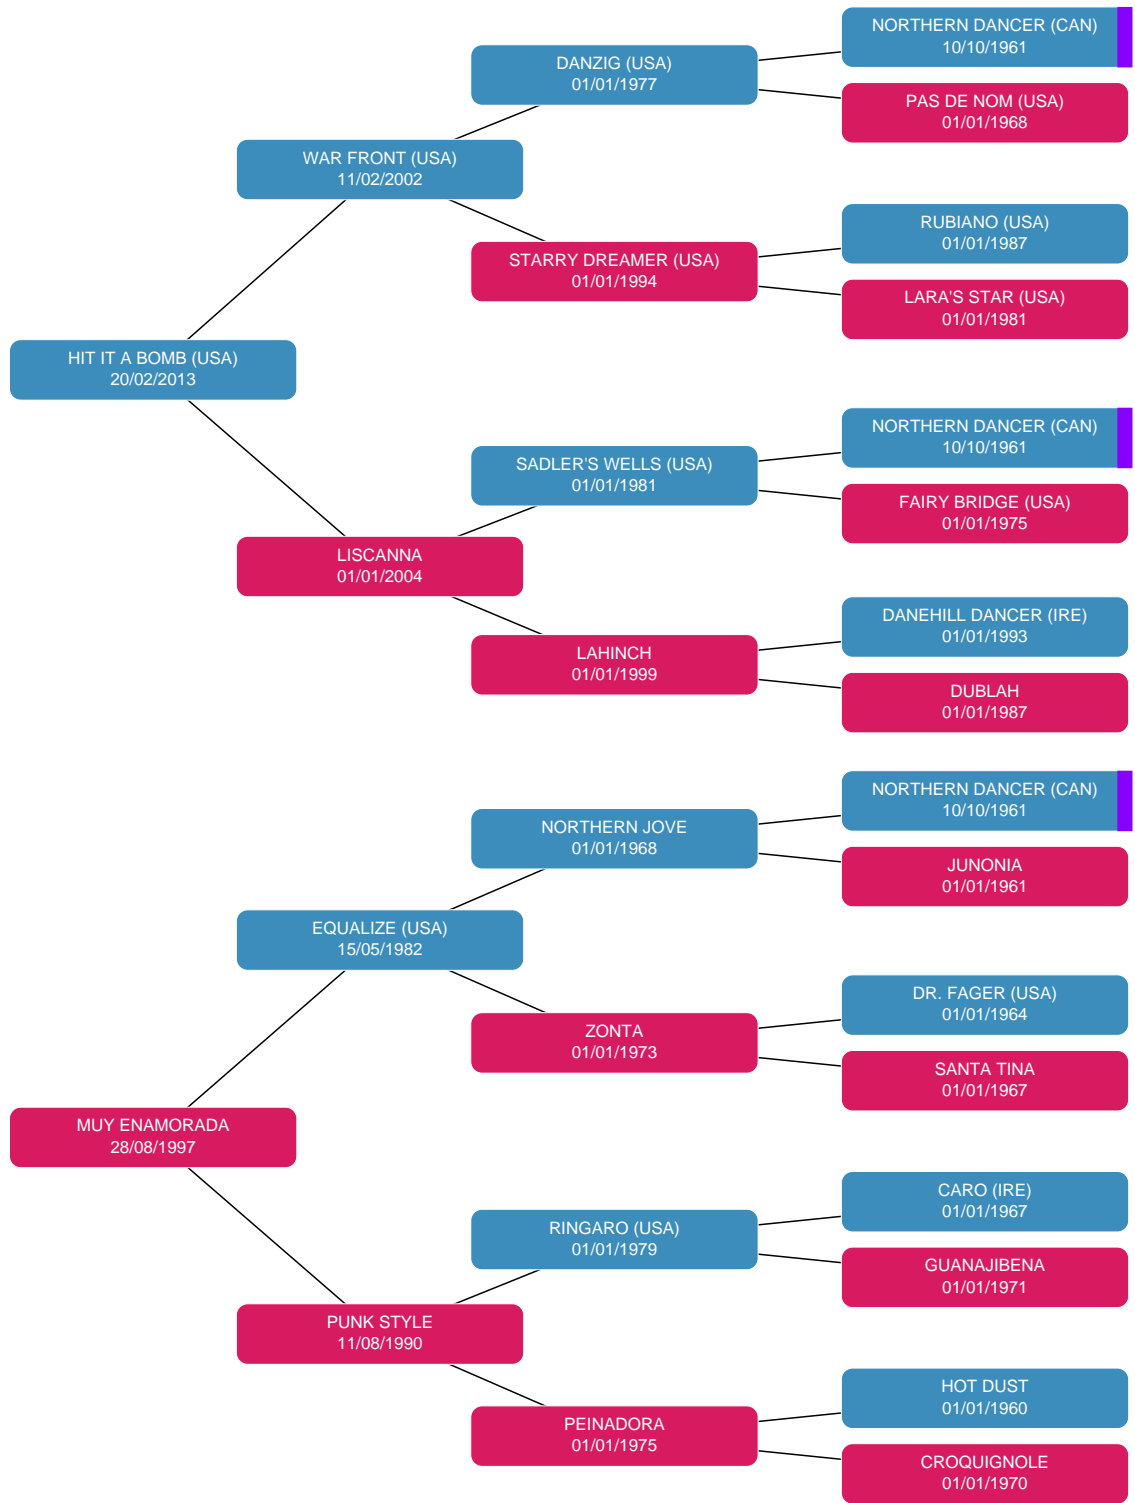 NORTHERN DANCER (CAN)
10/10/1961
DANZIG (USA)
01/01/1977
PAS DE NOM (USA)
01/01/1968
WAR FRONT (USA)
11/02/2002
RUBIANO (USA)
01/01/1987
STARRY DREAMER (USA)
01/01/1994
LARA'S STAR (USA)
01/01/1981
HIT IT A BOMB (USA)
20/02/2013
NORTHERN DANCER (CAN)
10/10/1961
SADLER'S WELLS (USA)
01/01/1981
FAIRY BRIDGE (USA)
01/01/1975
LISCANNA
01/01/2004
DANEHILL DANCER (IRE)
01/01/1993
LAHINCH
01/01/1999
DUBLAH
01/01/1987
NORTHERN DANCER (CAN)
10/10/1961
NORTHERN JOVE
01/01/1968
JUNONIA
01/01/1961
EQUALIZE (USA)
15/05/1982
DR. FAGER (USA)
01/01/1964
ZONTA
01/01/1973
SANTA TINA
01/01/1967
MUY ENAMORADA
28/08/1997
CARO (IRE)
01/01/1967
RINGARO (USA)
01/01/1979
GUANAJIBENA
01/01/1971
PUNK STYLE
11/08/1990
HOT DUST
01/01/1960
PEINADORA
01/01/1975
CROQUIGNOLE
01/01/1970